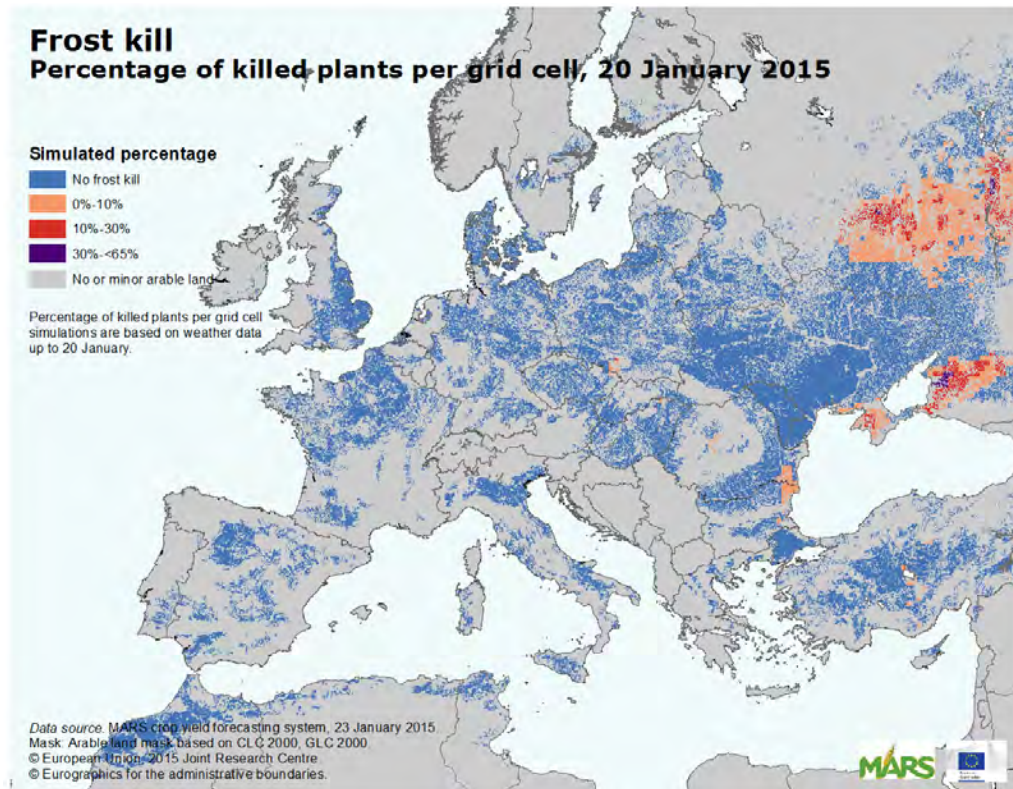 Frost kill
Percentage of killed plants per grid cell, 20 January 2015
Simulated percentage
No frost kill
0%-10%
10%-30%
30%-<65%
No or minor arable land
Percentage of killed plants per grid cell
simulations are based on weather data
up to 20 January.
Data source: MARS crop yield forecasting system, 23 January 2015
Mask: Arable land mask based on CLC 2000, GLC 2000
© European Union, 2015 Joint Research Centre
© Eurographics for the administrative boundaries.
MARS